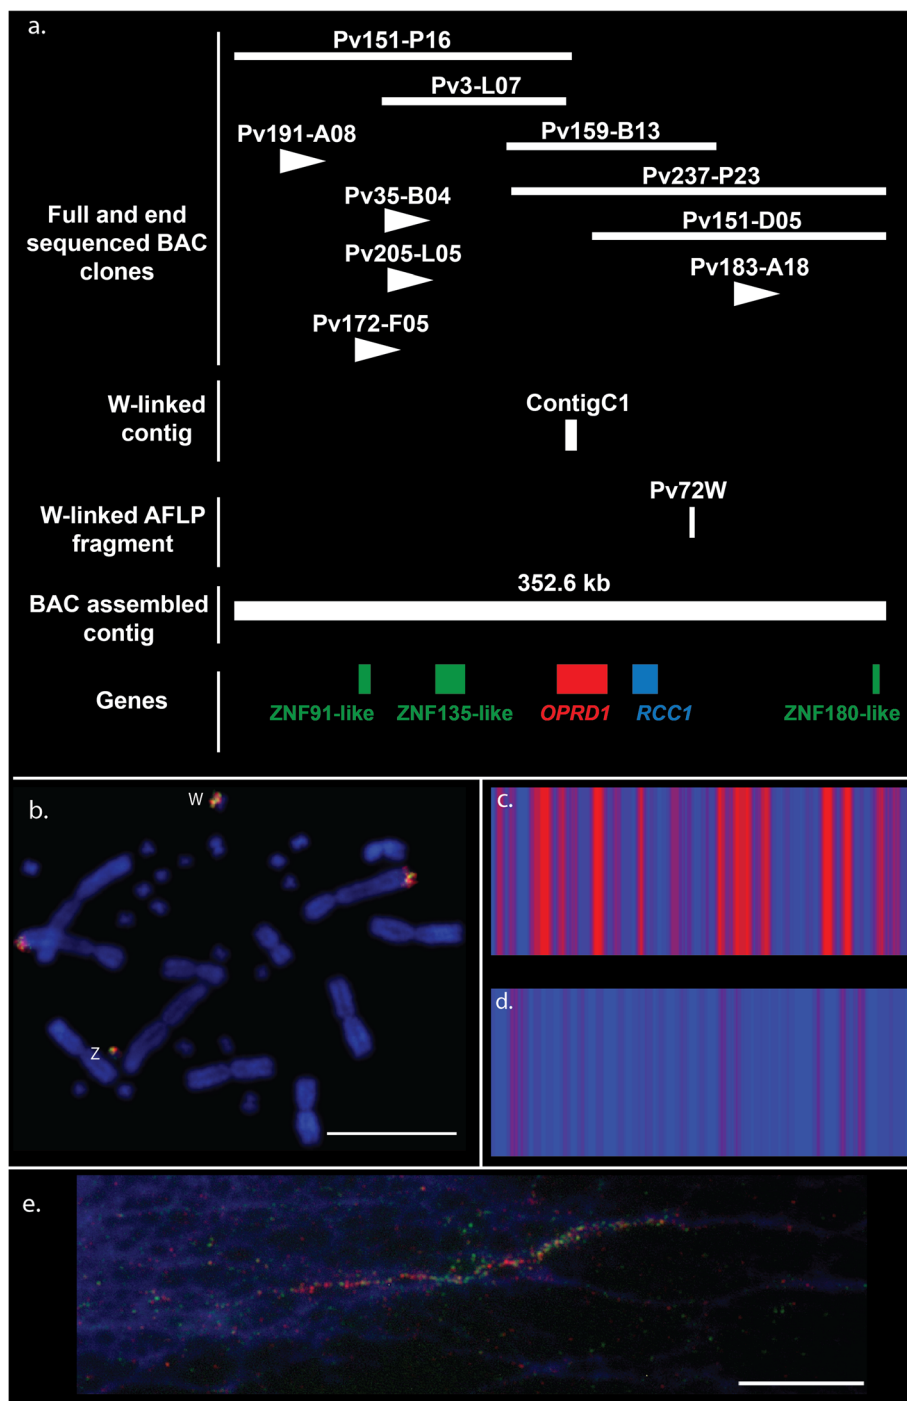 a.
Pv151-P16
Pv3-L07
Pv191-A08
Pv159-B13
Pv237-P23
Pv35-B04
Full and end
sequenced BAC
clones
Pv151-D05
Pv205-L05
Pv183-A18
Pv172-F05
W-linked
contig
ContigC1
Pv72W
W-linked AFLP
fragment
352.6 kb
BAC assembled
contig
Genes
ZNF91-like
ZNF135-like
OPRD1
RCC1
ZNF180-like
b.
W
Z
c.
d.
e.